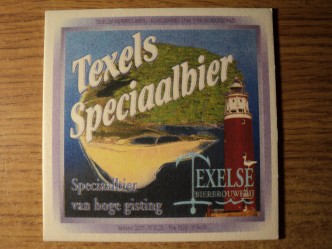 Texels
Speciaalbier
Speciaalbier
van hoge gisting
TEXELSE
BIERBROUWERIJ